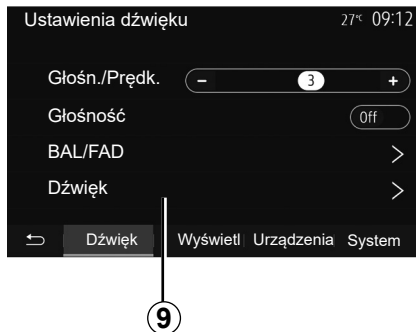 Ustawienia dźwięku 27°C 09:12
Głośn./Prędk. - 3 +
Głośność Off
BAL/FAD >
Dźwięk >
Dźwięk Wyświetl Urządzenia System
9